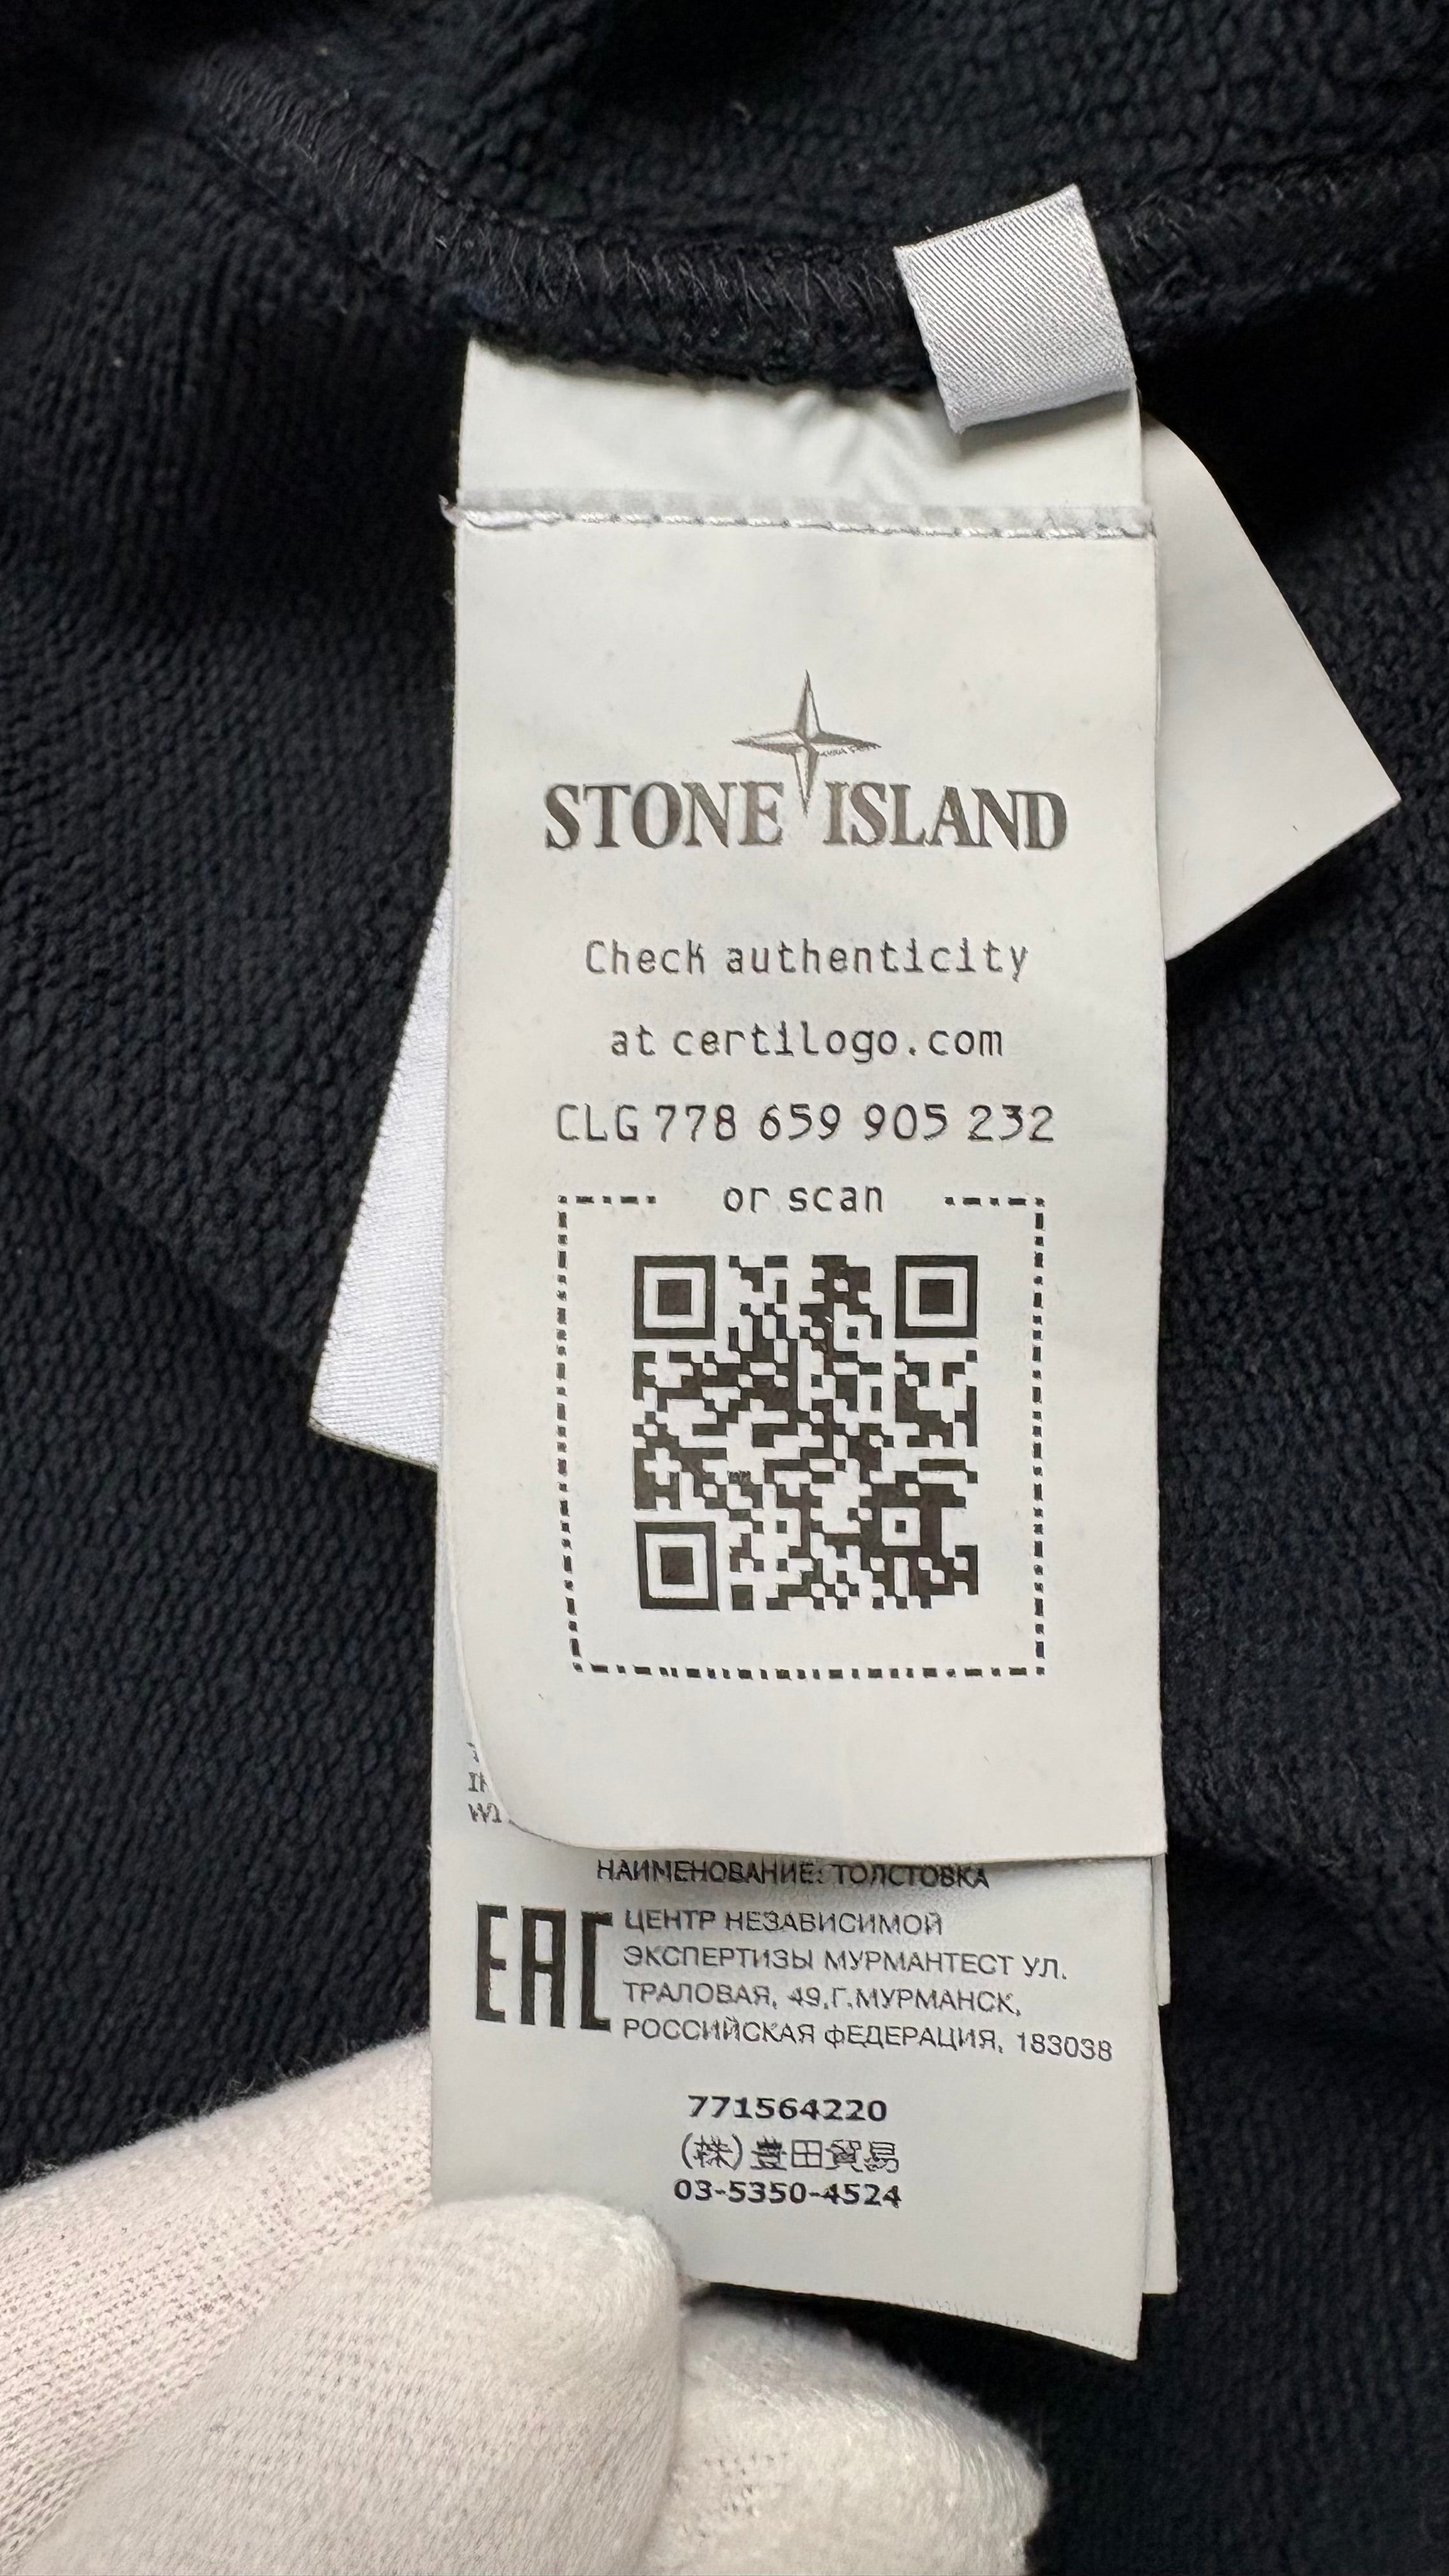 STONE ISLAND
Check authenticity
at certilogo.com
CLG 778 659 905 232
or scan
НАИМЕНОВАНИЕ: ТОЛСТОВКА
EAC
ЦЕНТР НЕЗАВИСИМОЙ
ЭКСПЕРТИЗЫ МУРМАНТЕСТ УЛ.
ТРАЛОВАЯ, 49,Г.МУРМАНСК,
РОССИЙСКАЯ ФЕДЕРАЦИЯ, 183038
771564220
(株)豊田貿易
03-5350-4524